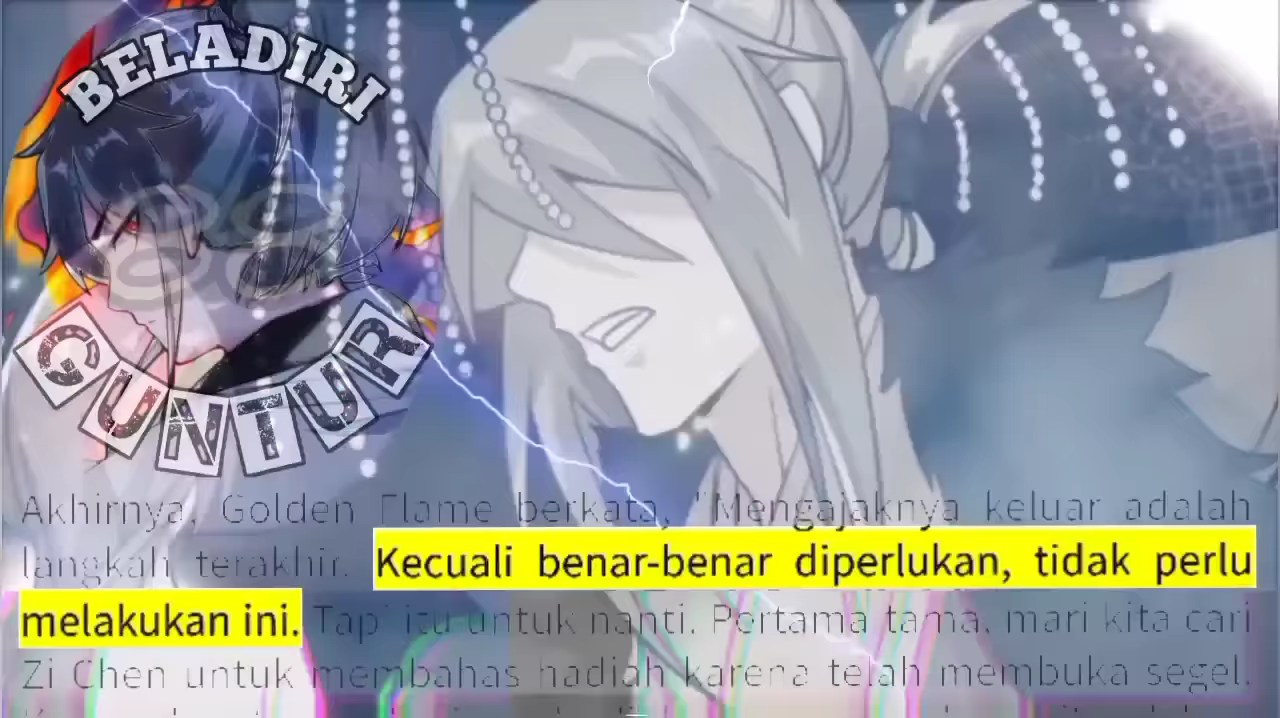 BELADIRI
GUNTUR
Akhirnya, Golden Flame berkata, "Mengajaknya keluar adalah
langkah terakhir. Kecuali benar-benar diperlukan, tidak perlu
melakukan ini. Tapi itu untuk nanti. Pertama tama, mari kita cari
Zi Chen untuk membahas hadiah karena telah membuka segel.